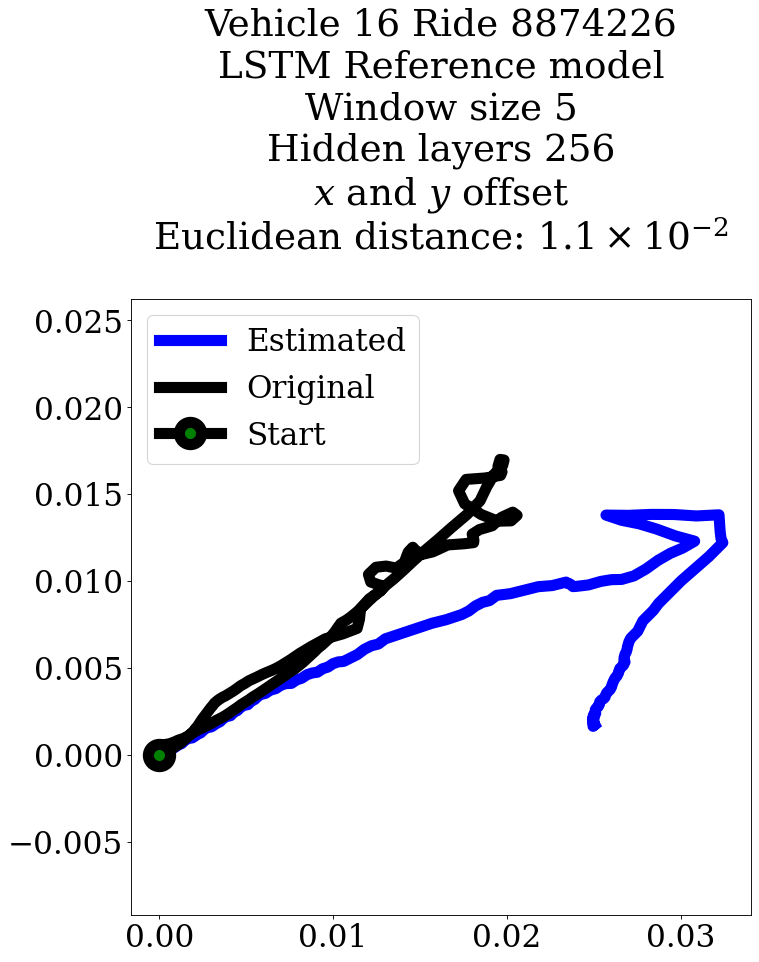 Vehicle 16 Ride 8874226
LSTM Reference model
Window size 5
Hidden layers 256
x and y offset
Euclidean distance: 1.1 × 10⁻²
0.025
0.020
0.015
0.010
0.005
0.000
−0.005
Estimated
Original
Start
0.00 0.01 0.02 0.03